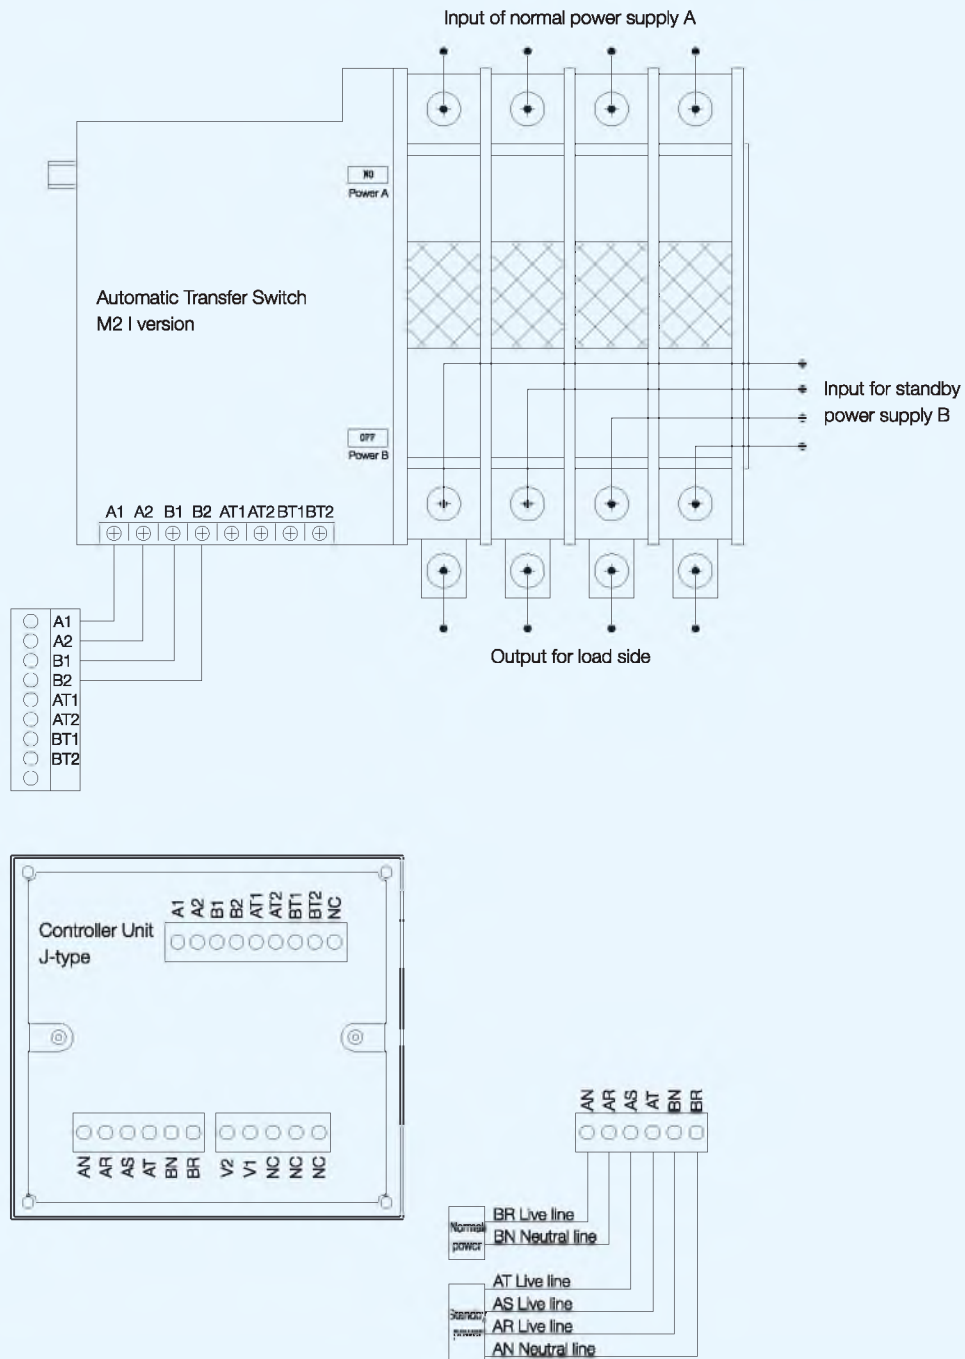 Input of normal power supply A
NO
Power A
Automatic Transfer Switch
M2 I version
Input for standby
power supply B
OFF
Power B
A1 A2 B1 B2 AT1 AT2 BT1 BT2
A1
A2
B1
B2
AT1
AT2
BT1
BT2
Output for load side
Controller Unit
J-type
A1 A2 B1 B2 AT1 AT2 BT1 BT2 NC
AN AR AS AT BN BR
V2 V1 NC NC NC
AN AR AS AT BN BR
Normal
power
BR Live line
BN Neutral line
Standby
power
AT Live line
AS Live line
AR Live line
AN Neutral line